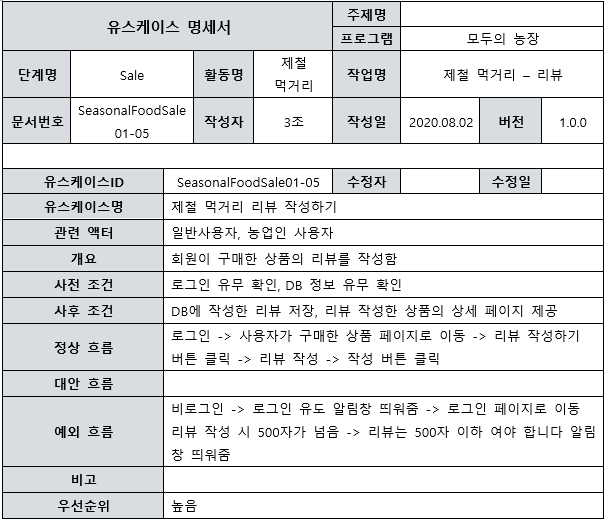 유스케이스 명세서
주제명
프로그램 모두의 농장
단계명 Sale 활동명 제철 먹거리 작업명 제철 먹거리 – 리뷰
문서번호 SeasonalFoodSale01-05 작성자 3조 작성일 2020.08.02 버전 1.0.0
유스케이스ID SeasonalFoodSale01-05 수정자 수정일
유스케이스명 제철 먹거리 리뷰 작성하기
관련 액터 일반사용자, 농업인 사용자
개요 회원이 구매한 상품의 리뷰를 작성함
사전 조건 로그인 유무 확인, DB 정보 유무 확인
사후 조건 DB에 작성한 리뷰 저장, 리뷰 작성한 상품의 상세 페이지 제공
정상 흐름 로그인 -> 사용자가 구매한 상품 페이지로 이동 -> 리뷰 작성하기
버튼 클릭 -> 리뷰 작성 -> 작성 버튼 클릭
대안 흐름
예외 흐름 비로그인 -> 로그인 유도 알림창 띄워줌 -> 로그인 페이지로 이동
리뷰 작성 시 500자가 넘음 -> 리뷰는 500자 이하 여야 합니다 알림
창 띄워줌
비고
우선순위 높음